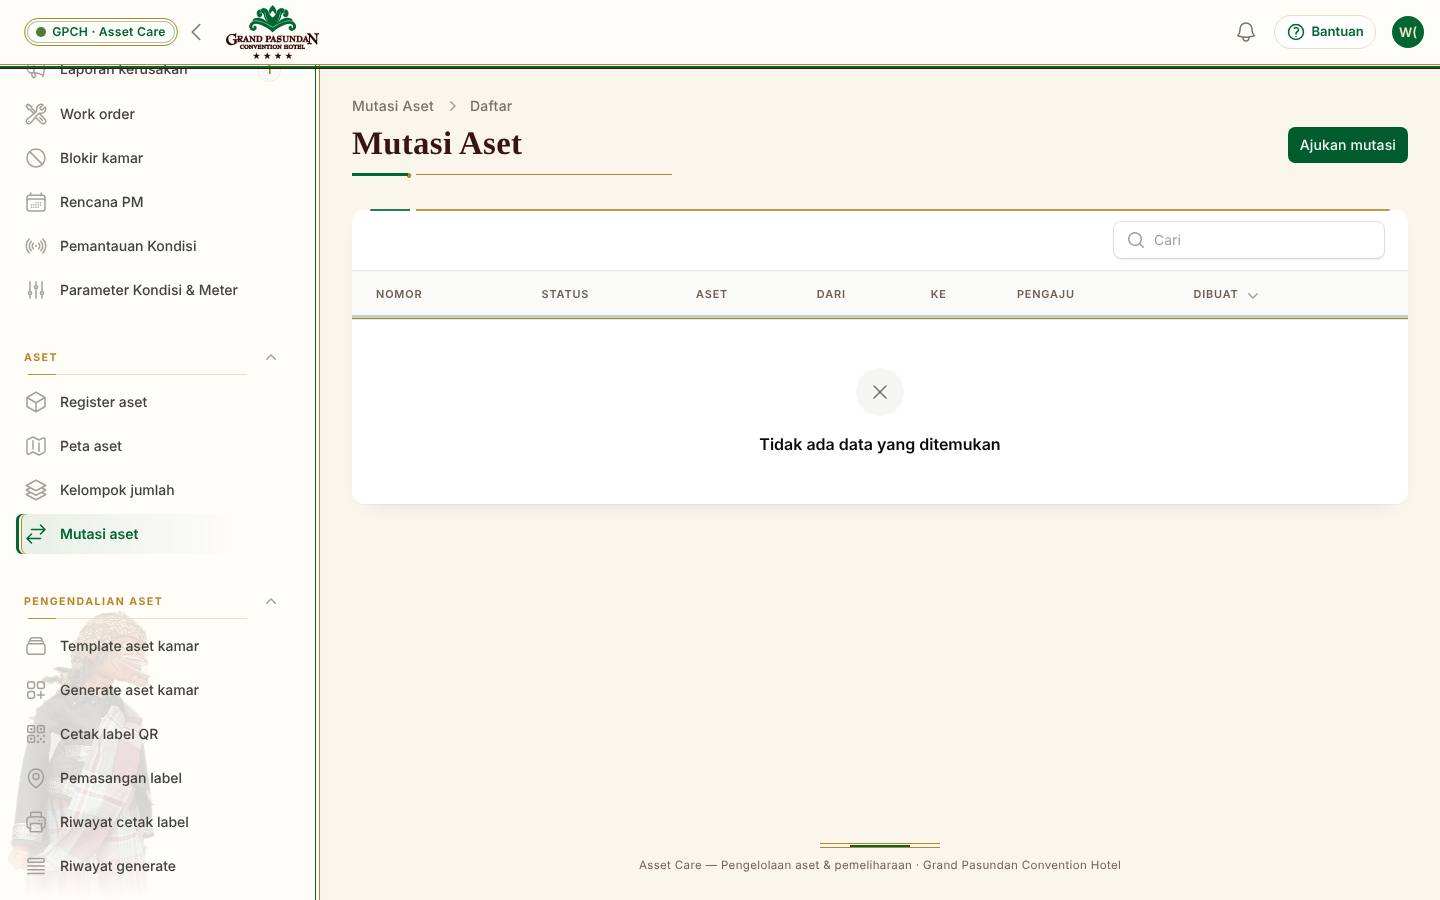 GPCH · Asset Care
GRAND PASUNDAN
CONVENTION HOTEL
Bantuan
W(
Laporan kerusakan
1
Work order
Blokir kamar
Rencana PM
Pemantauan Kondisi
Parameter Kondisi & Meter
ASET
Register aset
Peta aset
Kelompok jumlah
Mutasi aset
PENGENDALIAN ASET
Template aset kamar
Generate aset kamar
Cetak label QR
Pemasangan label
Riwayat cetak label
Riwayat generate
Mutasi Aset
Daftar
Mutasi Aset
Ajukan mutasi
Cari
NOMOR STATUS ASET DARI KE PENGAJU DIBUAT
Tidak ada data yang ditemukan
Asset Care — Pengelolaan aset & pemeliharaan · Grand Pasundan Convention Hotel